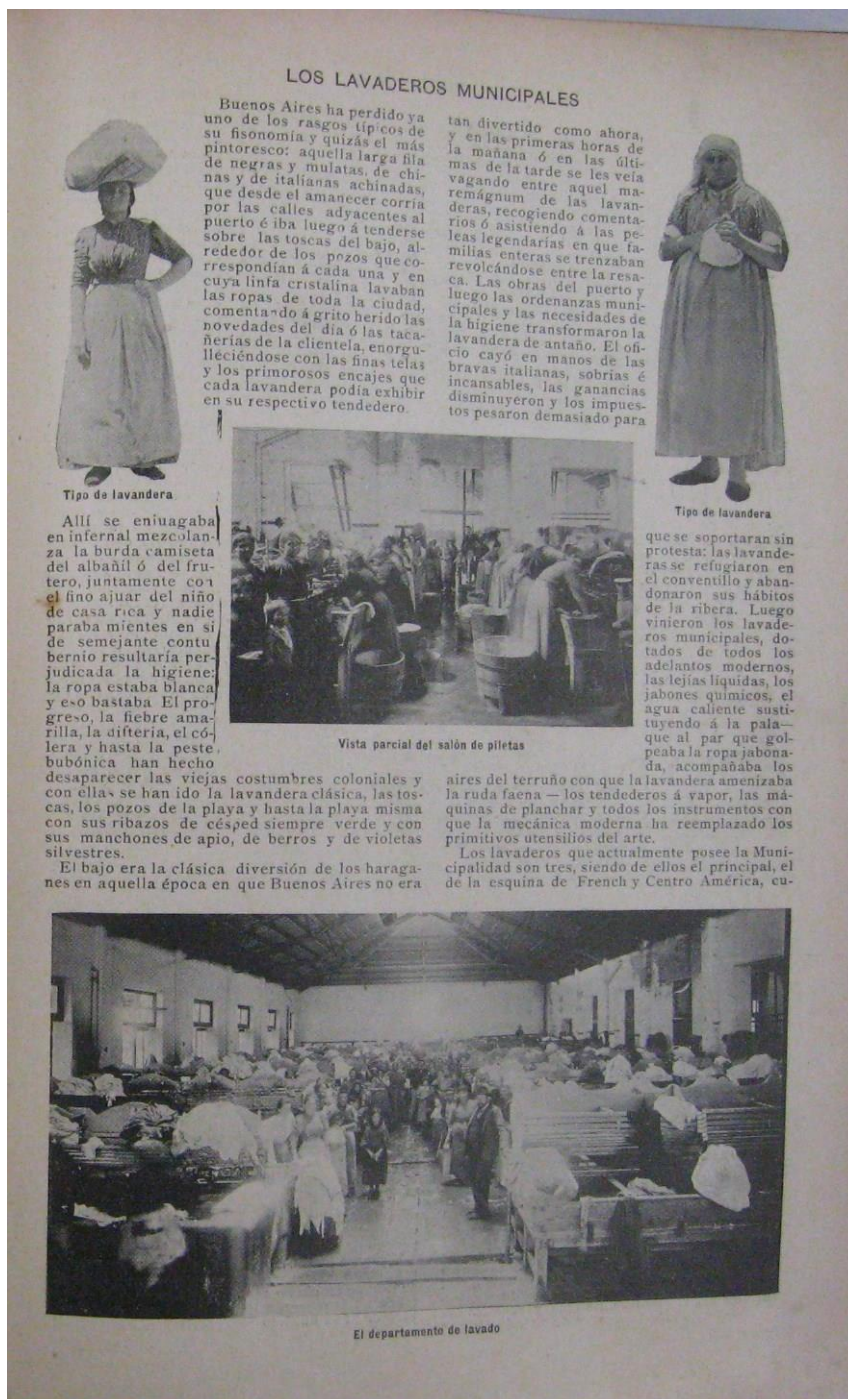 LOS LAVADEROS MUNICIPALES
Buenos Aires ha perdido ya
uno de los rasgos típicos de
su fisonomía y quizás el más
pintoresco: aquella larga fila
de negras y mulatas, de chi-
nas y de italianas achinadas,
que desde el amanecer corría
por las calles adyacentes al
puerto é iba luego á tenderse
sobre las toscas del bajo, al-
rededor de los pozos que co-
rrespondían á cada una y en
cuya linfa cristalina lavaban
las ropas de toda la ciudad,
comentando á grito herido las
novedades del día ó las taca-
ñerías de la clientela, enorgu-
lleciéndose con las finas telas
y los primorosos encajes que
cada lavandera podía exhibir
en su respectivo tendedero.
Tipo de lavandera
Allí se enjuagaba
en infernal mezcolan-
za la burda camiseta
del albañil ó del fru-
tero, juntamente con
el fino ajuar del niño
de casa rica y nadie
paraba mientes en si
de semejante contu
bernio resultaría per-
judicada la higiene:
la ropa estaba blanca
y eso bastaba El pro-
greso, la fiebre ama-
rilla, la difteria, el có-
lera y hasta la peste
bubónica han hecho
desaparecer las viejas costumbres coloniales y
con ellas se han ido la lavandera clásica, las tos-
cas, los pozos de la playa y hasta la playa misma
con sus ribazos de césped siempre verde y con
sus manchones de apio, de berros y de violetas
silvestres.
El bajo era la clásica diversión de los haraga-
nes en aquella época en que Buenos Aires no era
tan divertido como ahora,
y en las primeras horas de
la mañana ó en las últi-
mas de la tarde se les veía
vagando entre aquel ma-
remágnum de las lavan-
deras, recogiendo comenta-
rios ó asistiendo á las pe-
leas legendarias en que fa-
milias enteras se trenzaban
revolcándose entre la resa-
ca. Las obras del puerto y
luego las ordenanzas muni-
cipales y las necesidades de
la higiene transformaron la
lavandera de antaño. El ofi-
cio cayó en manos de las
bravas italianas, sobrias é
incansables, las ganancias
disminuyeron y los impues-
tos pesaron demasiado para
Tipo de lavandera
que se soportaran sin
protesta: las lavande-
ras se refugiaron en
el conventillo y aban-
donaron sus hábitos
de la ribera. Luego
vinieron los lavade-
ros municipales, do-
tados de todos los
adelantos modernos,
las lejías líquidas, los
jabones químicos, el
agua caliente susti-
tuyendo á la pala—
que al par que gol-
peaba la ropa jabona-
da, acompañaba los
aires del terruño con que la lavandera amenizaba
la ruda faena — los tendederos á vapor, las má-
quinas de planchar y todos los instrumentos con
que la mecánica moderna ha reemplazado los
primitivos utensilios del arte.
Los lavaderos que actualmente posee la Muni-
cipalidad son tres, siendo de ellos el principal, el
de la esquina de French y Centro América, cu-
Vista parcial del salón de piletas
El departamento de lavado